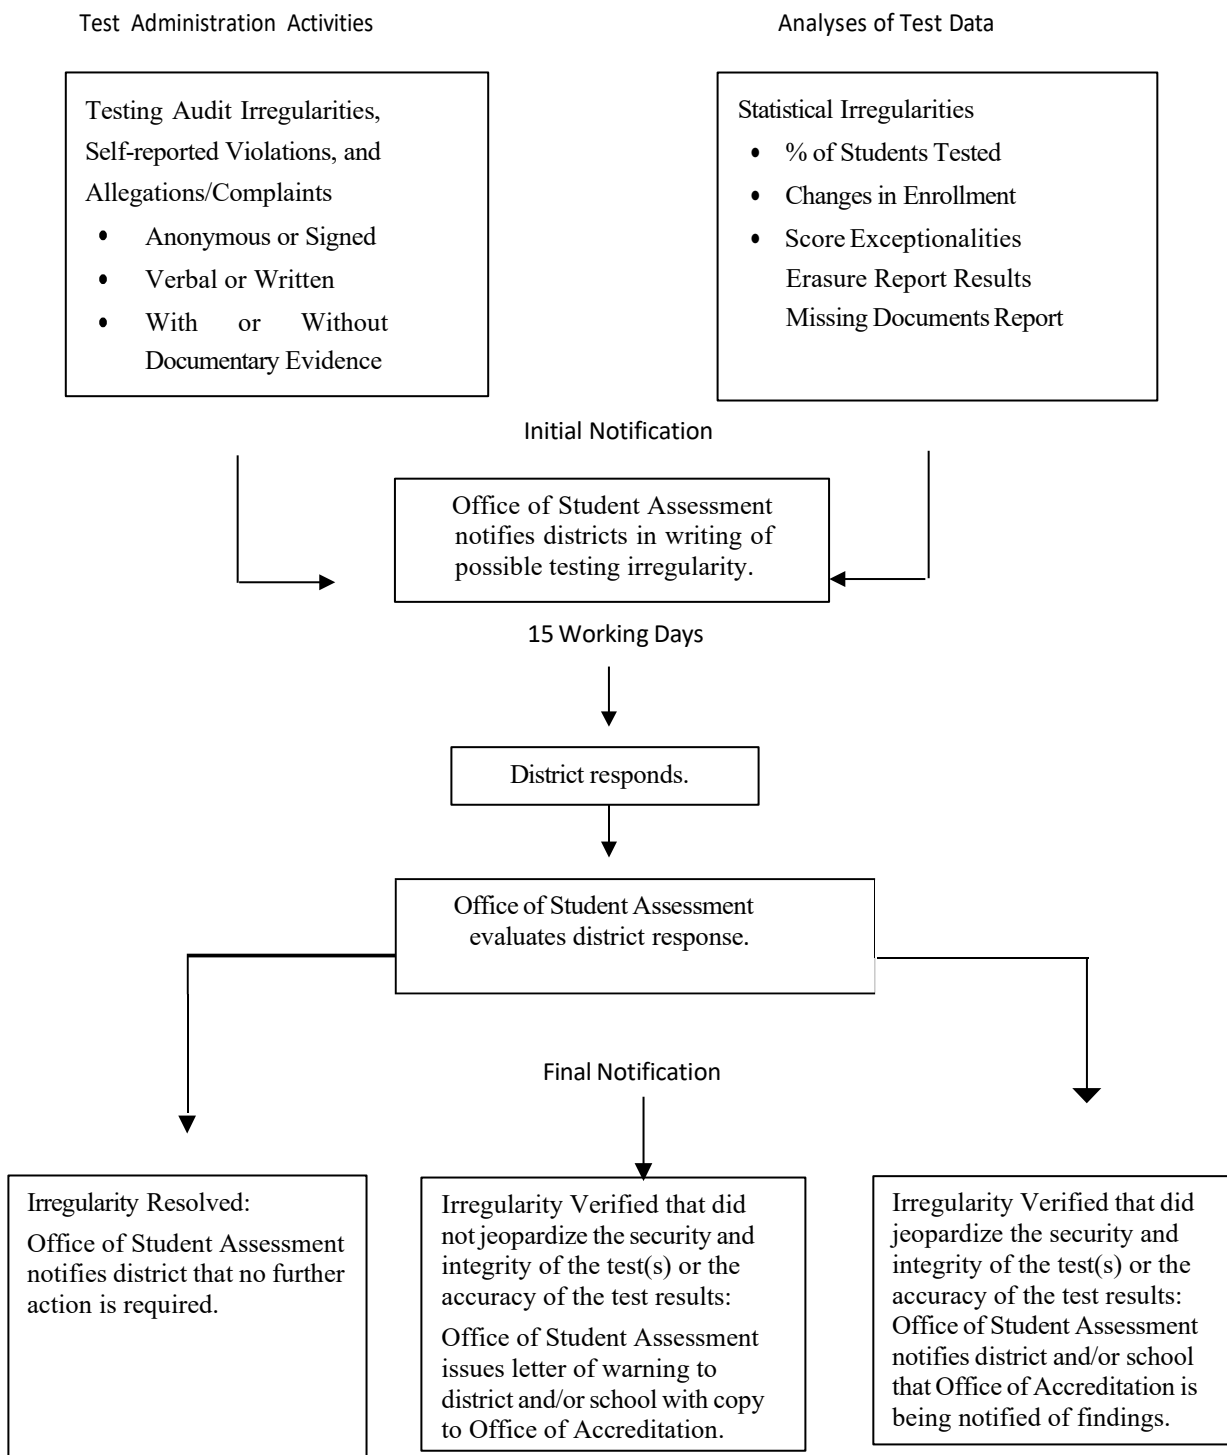 Test Administration Activities
Analyses of Test Data
Testing Audit Irregularities,
Self-reported Violations, and
Allegations/Complaints
• Anonymous or Signed
• Verbal or Written
• With or Without
Documentary Evidence
Statistical Irregularities
• % of Students Tested
• Changes in Enrollment
• Score Exceptionalities
Erasure Report Results
Missing Documents Report
Initial Notification
Office of Student Assessment
notifies districts in writing of
possible testing irregularity.
15 Working Days
District responds.
Office of Student Assessment
evaluates district response.
Final Notification
Irregularity Resolved:
Office of Student Assessment
notifies district that no further
action is required.
Irregularity Verified that did
not jeopardize the security and
integrity of the test(s) or the
accuracy of the test results:
Office of Student Assessment
issues letter of warning to
district and/or school with copy
to Office of Accreditation.
Irregularity Verified that did
jeopardize the security and
integrity of the test(s) or the
accuracy of the test results:
Office of Student Assessment
notifies district and/or school
that Office of Accreditation is
being notified of findings.